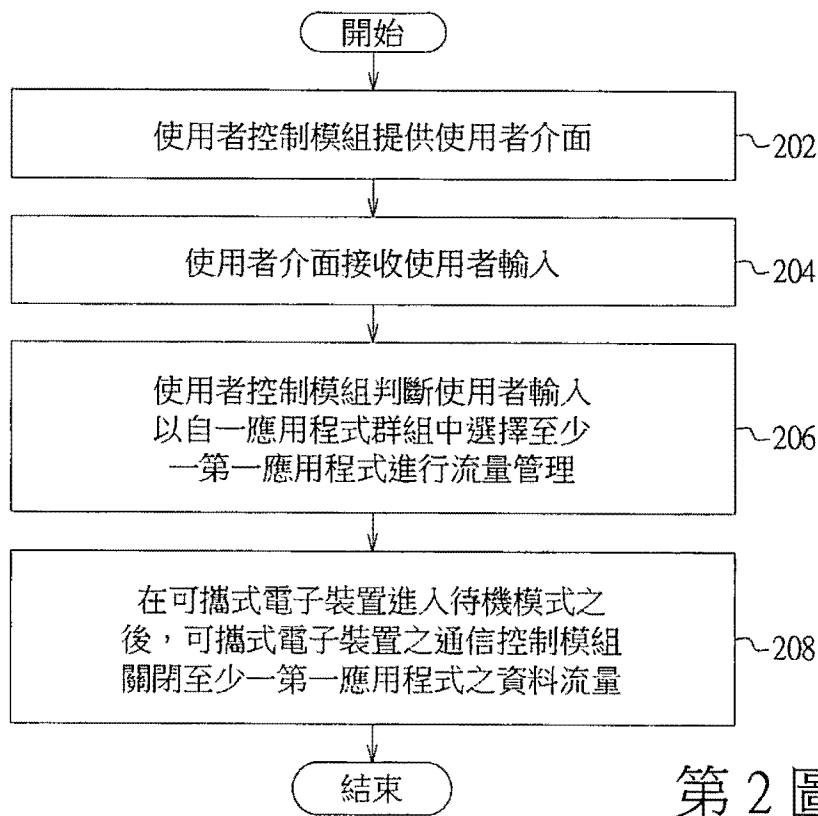 開始
使用者控制模組提供使用者介面
202
使用者介面接收使用者輸入
204
使用者控制模組判斷使用者輸入
以自一應用程式群組中選擇至少
一第一應用程式進行流量管理
206
在可攜式電子裝置進入待機模式之
後，可攜式電子裝置之通信控制模組
關閉至少一第一應用程式之資料流量
208
結束
第2圖